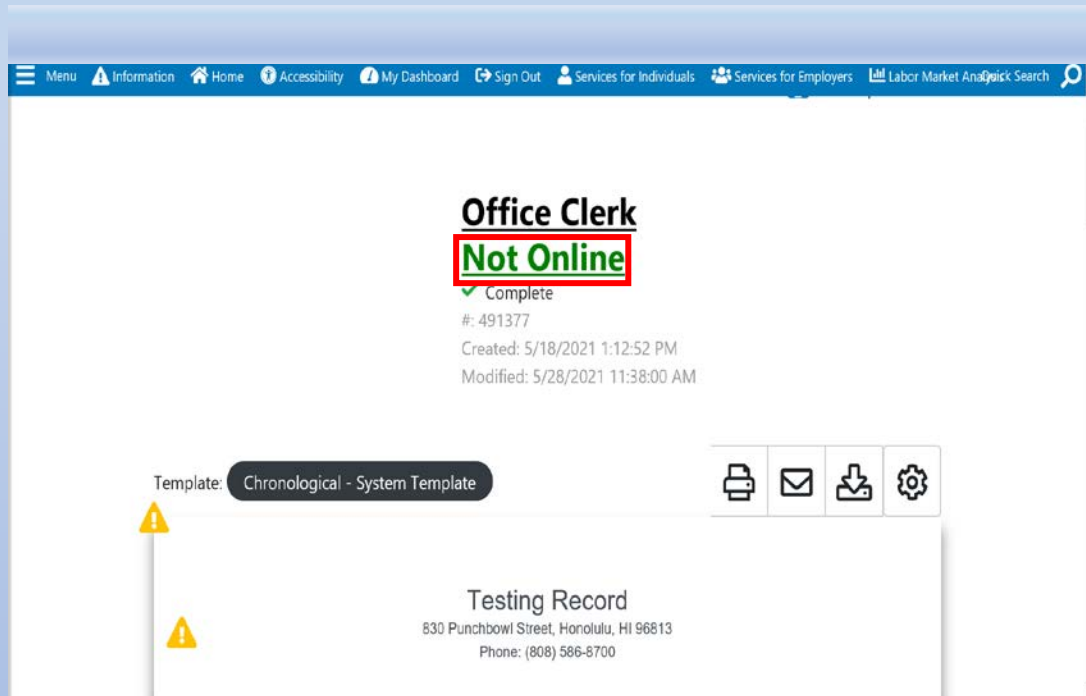 Menu Information Home Accessibility My Dashboard Sign Out Services for Individuals Services for Employers Labor Market Quick Search
Office Clerk
Not Online
Complete
#: 491377
Created: 5/18/2021 1:12:52 PM
Modified: 5/28/2021 11:38:00 AM
Template: Chronological - System Template
Testing Record
830 Punchbowl Street, Honolulu, HI 96813
Phone: (808) 586-8700